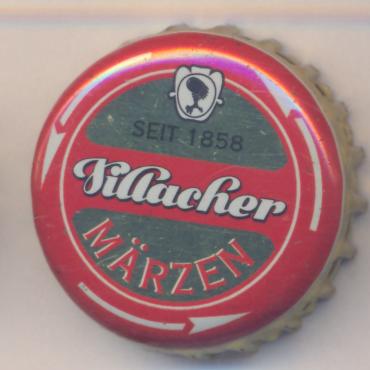 SEIT 1858
Villacher
MÄRZEN